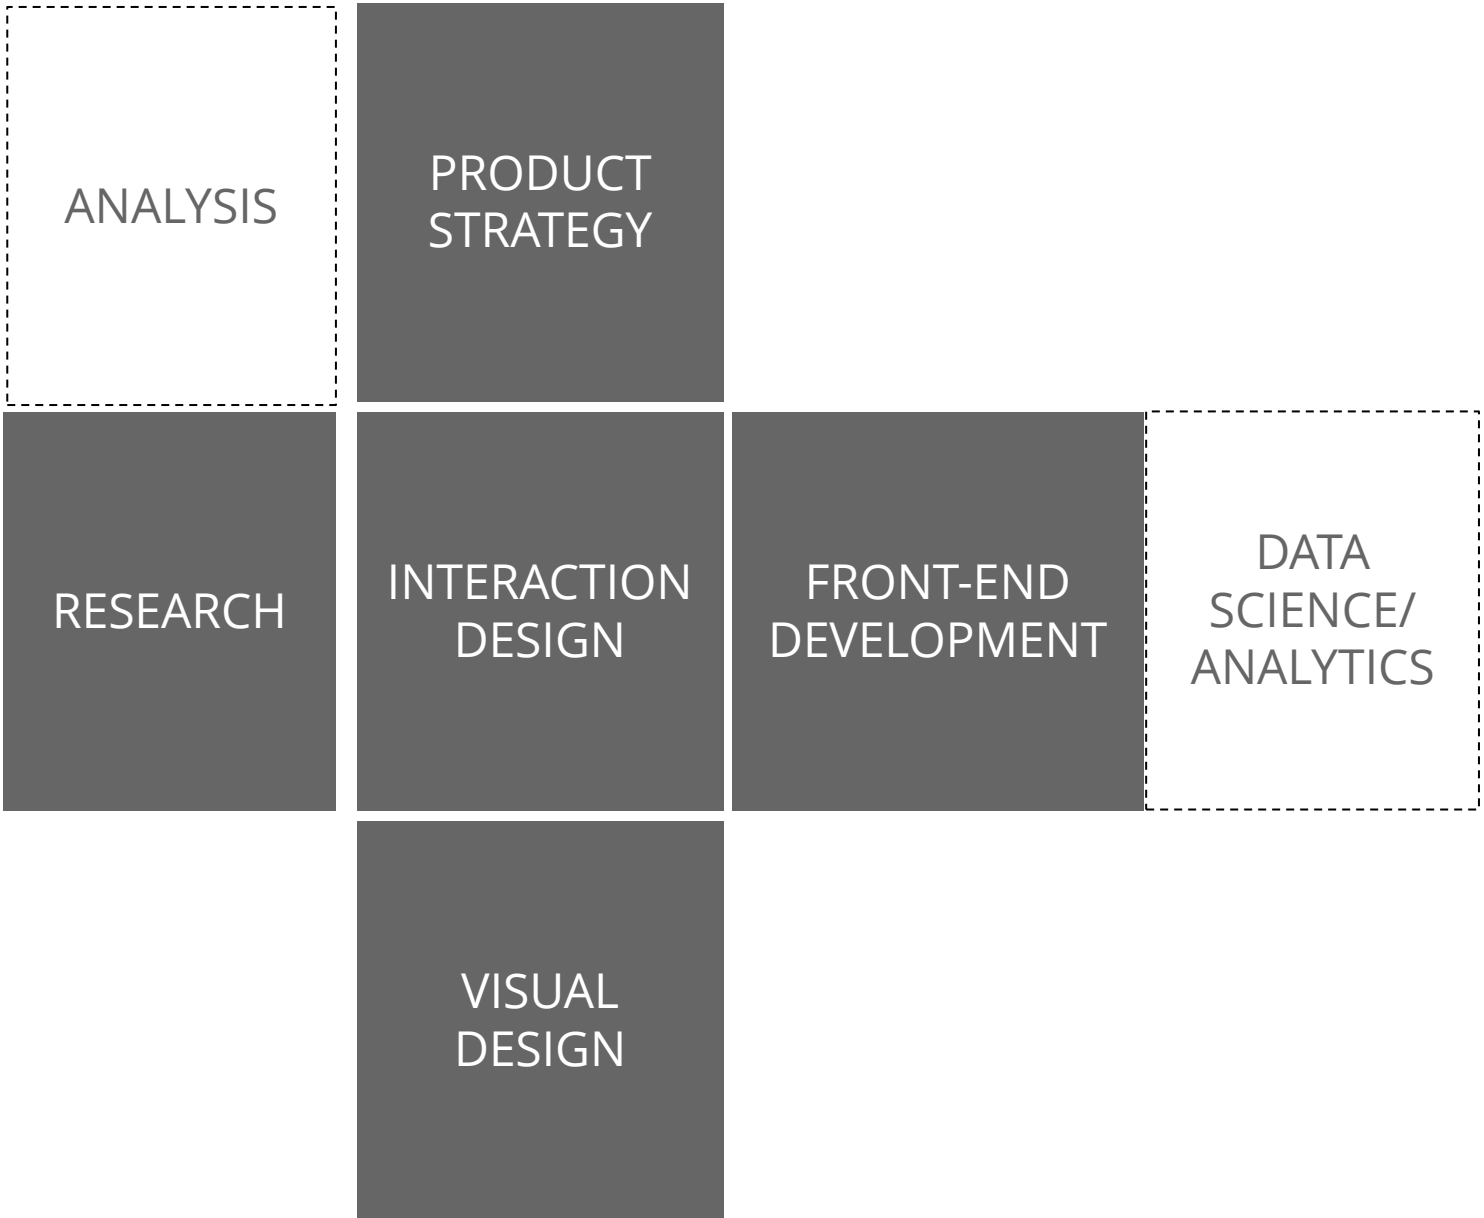 ANALYSIS
PRODUCT
STRATEGY
RESEARCH
INTERACTION
DESIGN
FRONT-END
DEVELOPMENT
DATA
SCIENCE/
ANALYTICS
VISUAL
DESIGN